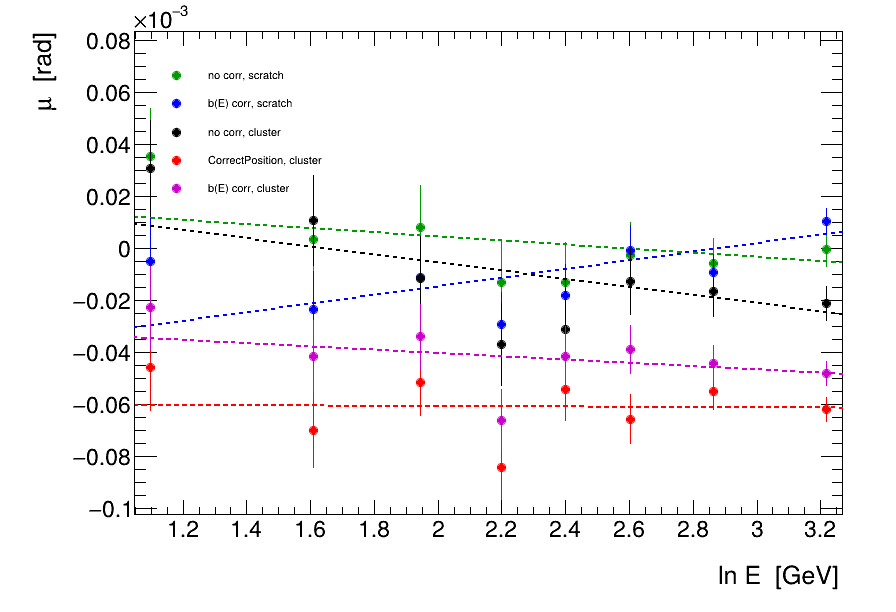 ×10⁻³
μ [rad]
0.08
0.06
0.04
0.02
0
−0.02
−0.04
−0.06
−0.08
−0.1
no corr, scratch
b(E) corr, scratch
no corr, cluster
CorrectPosition, cluster
b(E) corr, cluster
1.2 1.4 1.6 1.8 2 2.2 2.4 2.6 2.8 3 3.2
ln E [GeV]